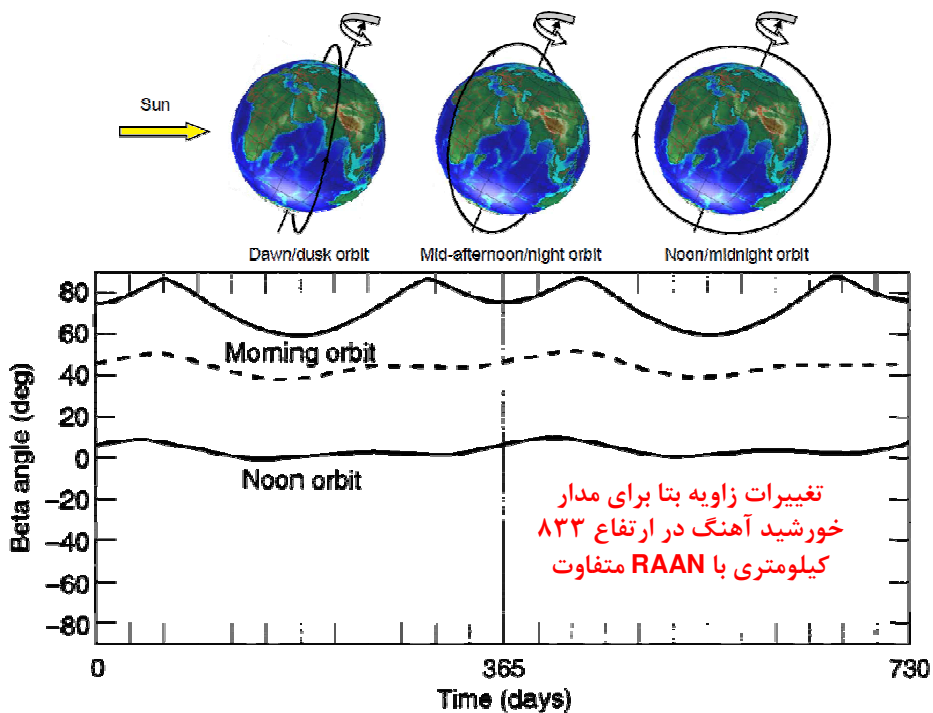 Sun
Dawn/dusk orbit
Mid-afternoon/night orbit
Noon/midnight orbit
Beta angle (deg)
80
60
40
20
0
−20
−40
−60
−80
Morning orbit
Noon orbit
تغییرات زاویه بتا برای مدار
خورشید آهنگ در ارتفاع ۸۳۳
کیلومتری با RAAN متفاوت
0
365
730
Time (days)